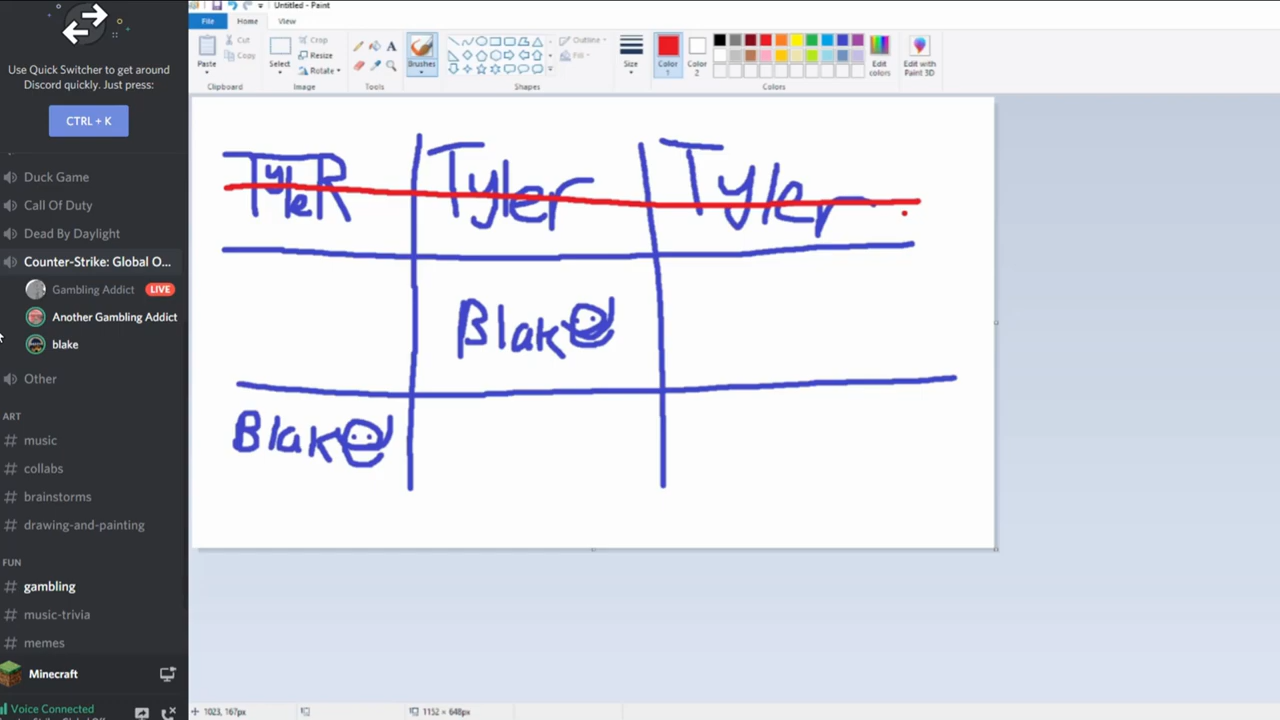 Untitled - Paint
File Home View
Paste
Cut
Copy
Clipboard
Select
Crop
Resize
Rotate
Image
Tools
Brushes
Outline
Fill
Shapes
Size
Color 1
Color 2
Edit colors
Edit with Paint 3D
Colors
Use Quick Switcher to get around
Discord quickly. Just press:
CTRL + K
Duck Game
Call Of Duty
Dead By Daylight
Counter-Strike: Global O...
Gambling Addict LIVE
Another Gambling Addict
blake
Other
ART
# music
# collabs
# brainstorms
# drawing-and-painting
FUN
# gambling
# music-trivia
# memes
Minecraft
Voice Connected
TyleR Tyler Tyler
Blake
Blake
1023, 167px
1152 × 648px